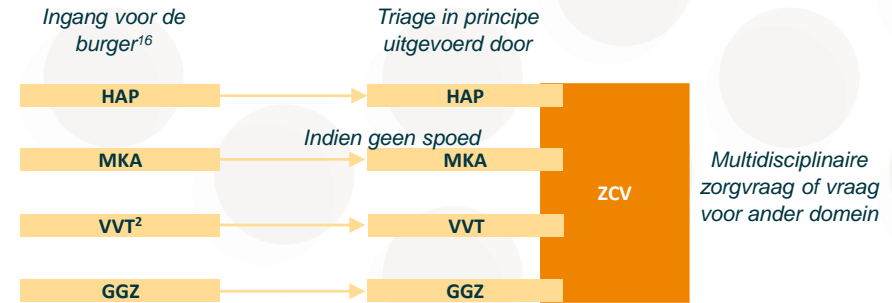 Ingang voor de
burger16
Triage in principe
uitgevoerd door
HAP
HAP
Indien geen spoed
MKA
MKA
VVT2
VVT
GGZ
GGZ
ZCV
Multidisciplinaire
zorgvraag of vraag
voor ander domein